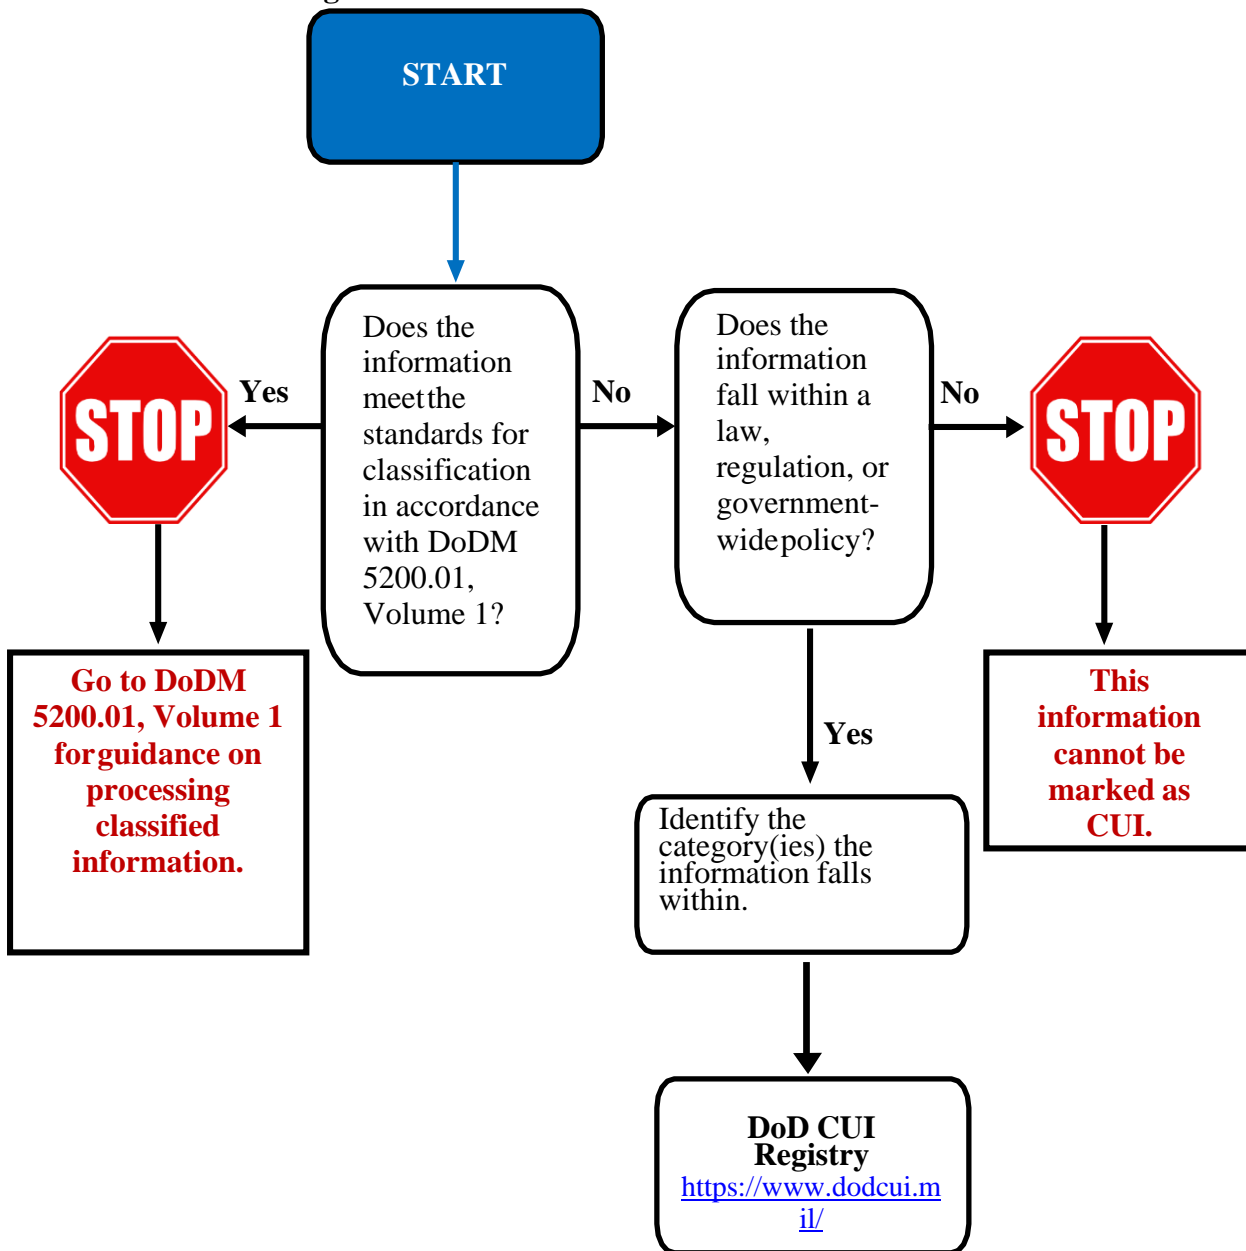 START
Does the
information
meet the
standards for
classification
in accordance
with DoDM
5200.01,
Volume 1?
Yes
STOP
Go to DoDM
5200.01, Volume 1
for guidance on
processing
classified
information.
No
Does the
information
fall within a
law,
regulation, or
government-
wide policy?
No
STOP
This
information
cannot be
marked as
CUI.
Yes
Identify the
category(ies) the
information falls
within.
DoD CUI
Registry
https://www.dodcui.m
il/